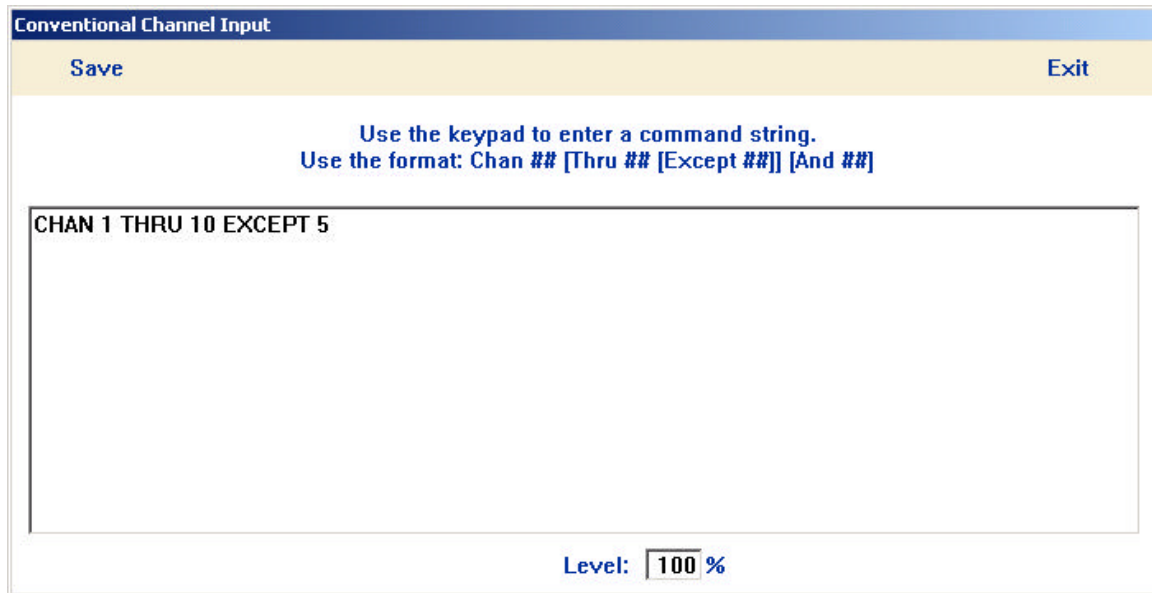 Conventional Channel Input
Save Exit
Use the keypad to enter a command string.
Use the format: Chan ## [Thru ## [Except ##]] [And ##]
CHAN 1 THRU 10 EXCEPT 5
Level: 100 %